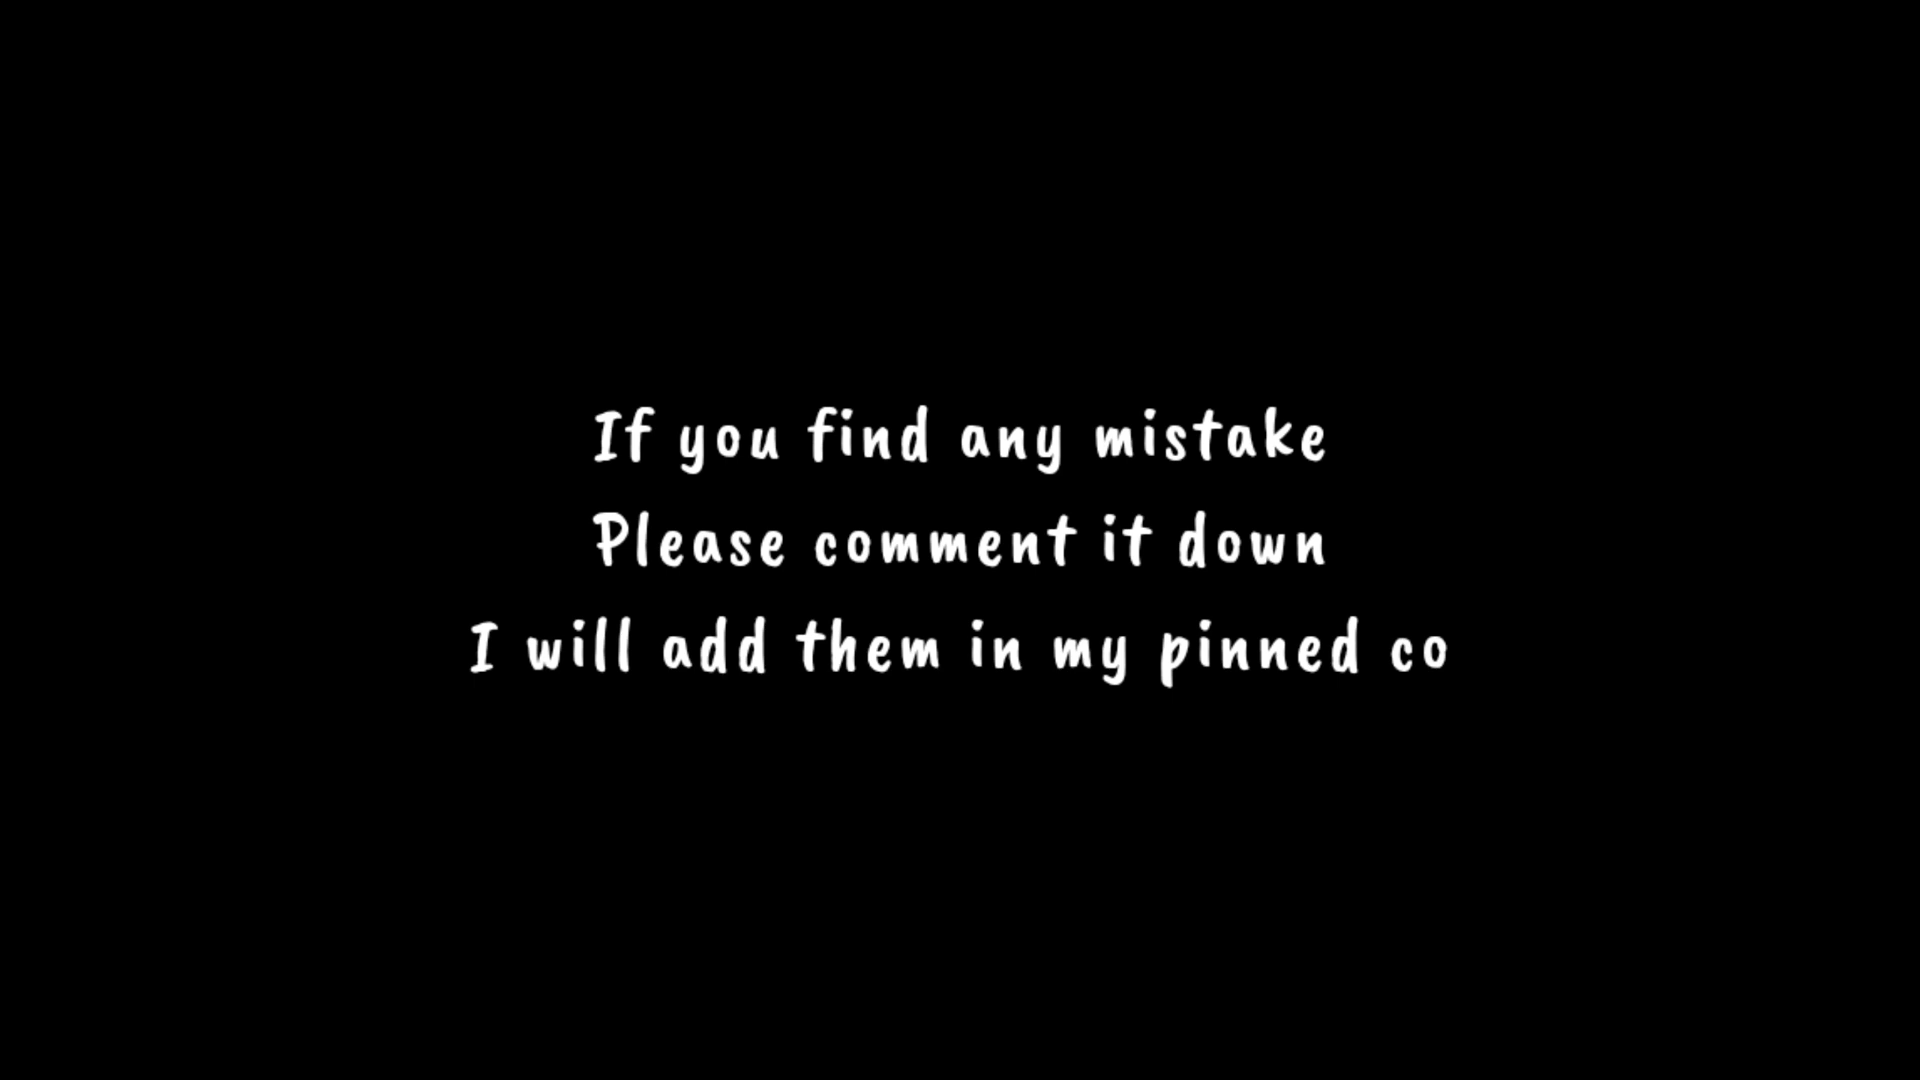 If you find any mistake
Please comment it down
I will add them in my pinned co